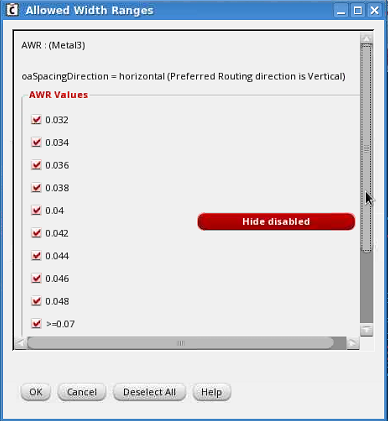 Allowed Width Ranges
AWR : (Metal3)
oaSpacingDirection = horizontal (Preferred Routing direction is Vertical)
AWR Values
0.032
0.034
0.036
0.038
0.04
0.042
Hide disabled
0.044
0.046
0.048
>=0.07
OK Cancel Deselect All Help